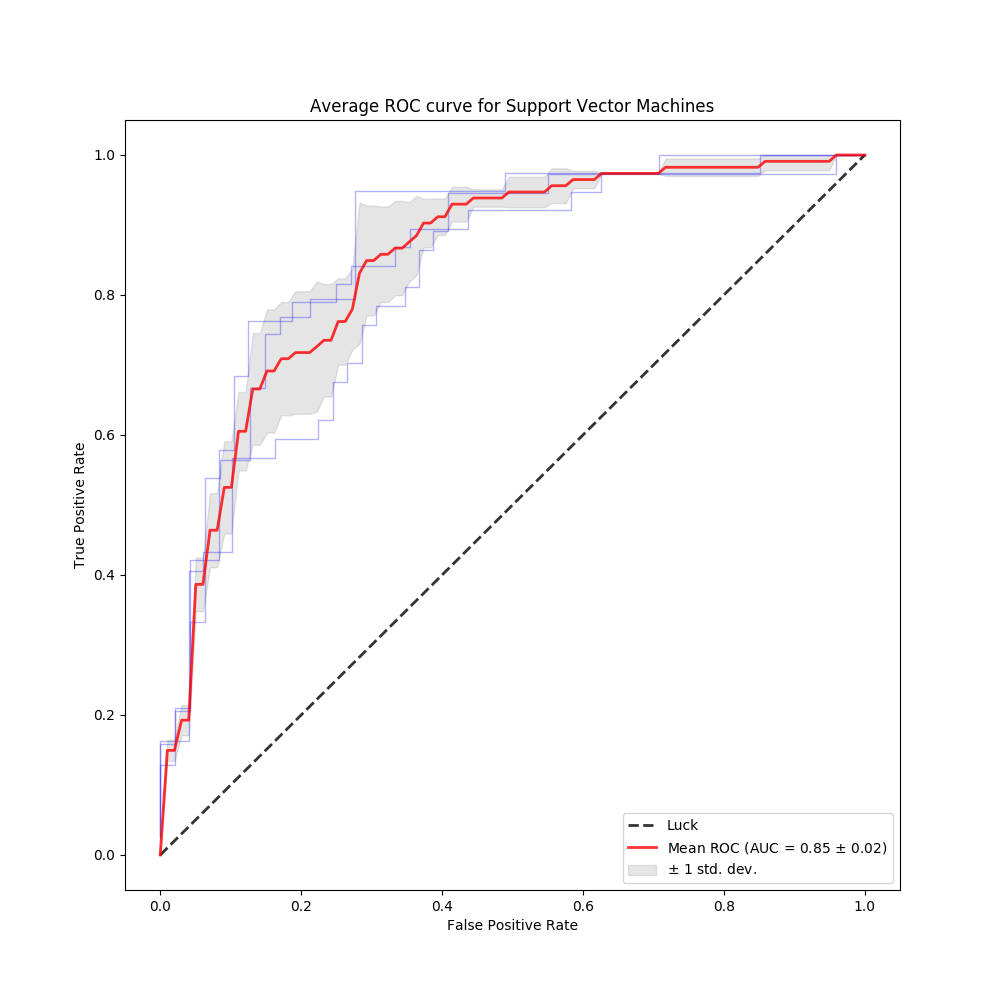 Average ROC curve for Support Vector Machines
1.0
0.8
0.6
0.4
0.2
0.0
True Positive Rate
0.0 0.2 0.4 0.6 0.8 1.0
False Positive Rate
Luck
Mean ROC (AUC = 0.85 ± 0.02)
± 1 std. dev.